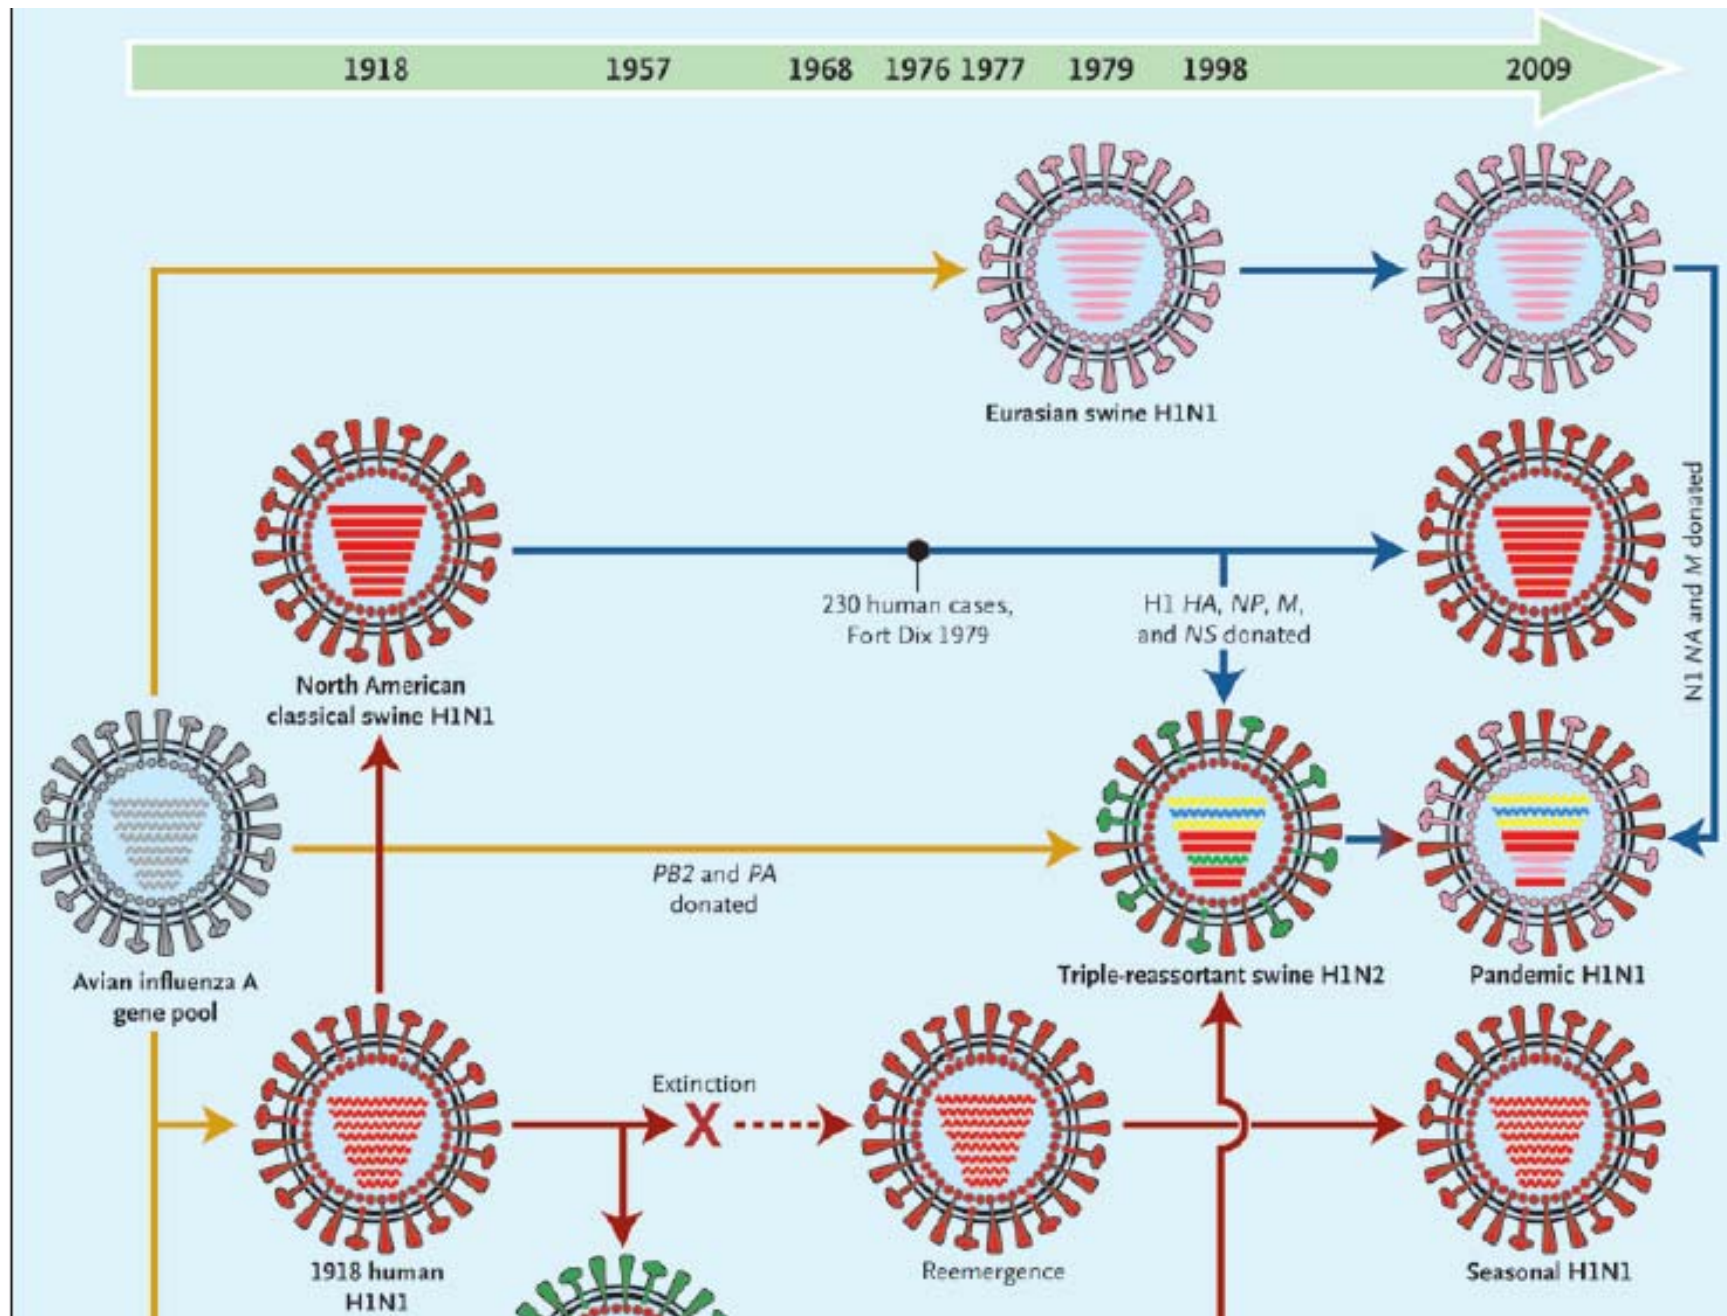 1918 1957 1968 1976 1977 1979 1998 2009
Eurasian swine H1N1
N1 NA and M donated
230 human cases,
Fort Dix 1979
H1 HA, NP, M,
and NS donated
North American
classical swine H1N1
PB2 and PA
donated
Avian influenza A
gene pool
Triple-reassortant swine H1N2
Pandemic H1N1
Extinction
X
1918 human
H1N1
Reemergence
Seasonal H1N1